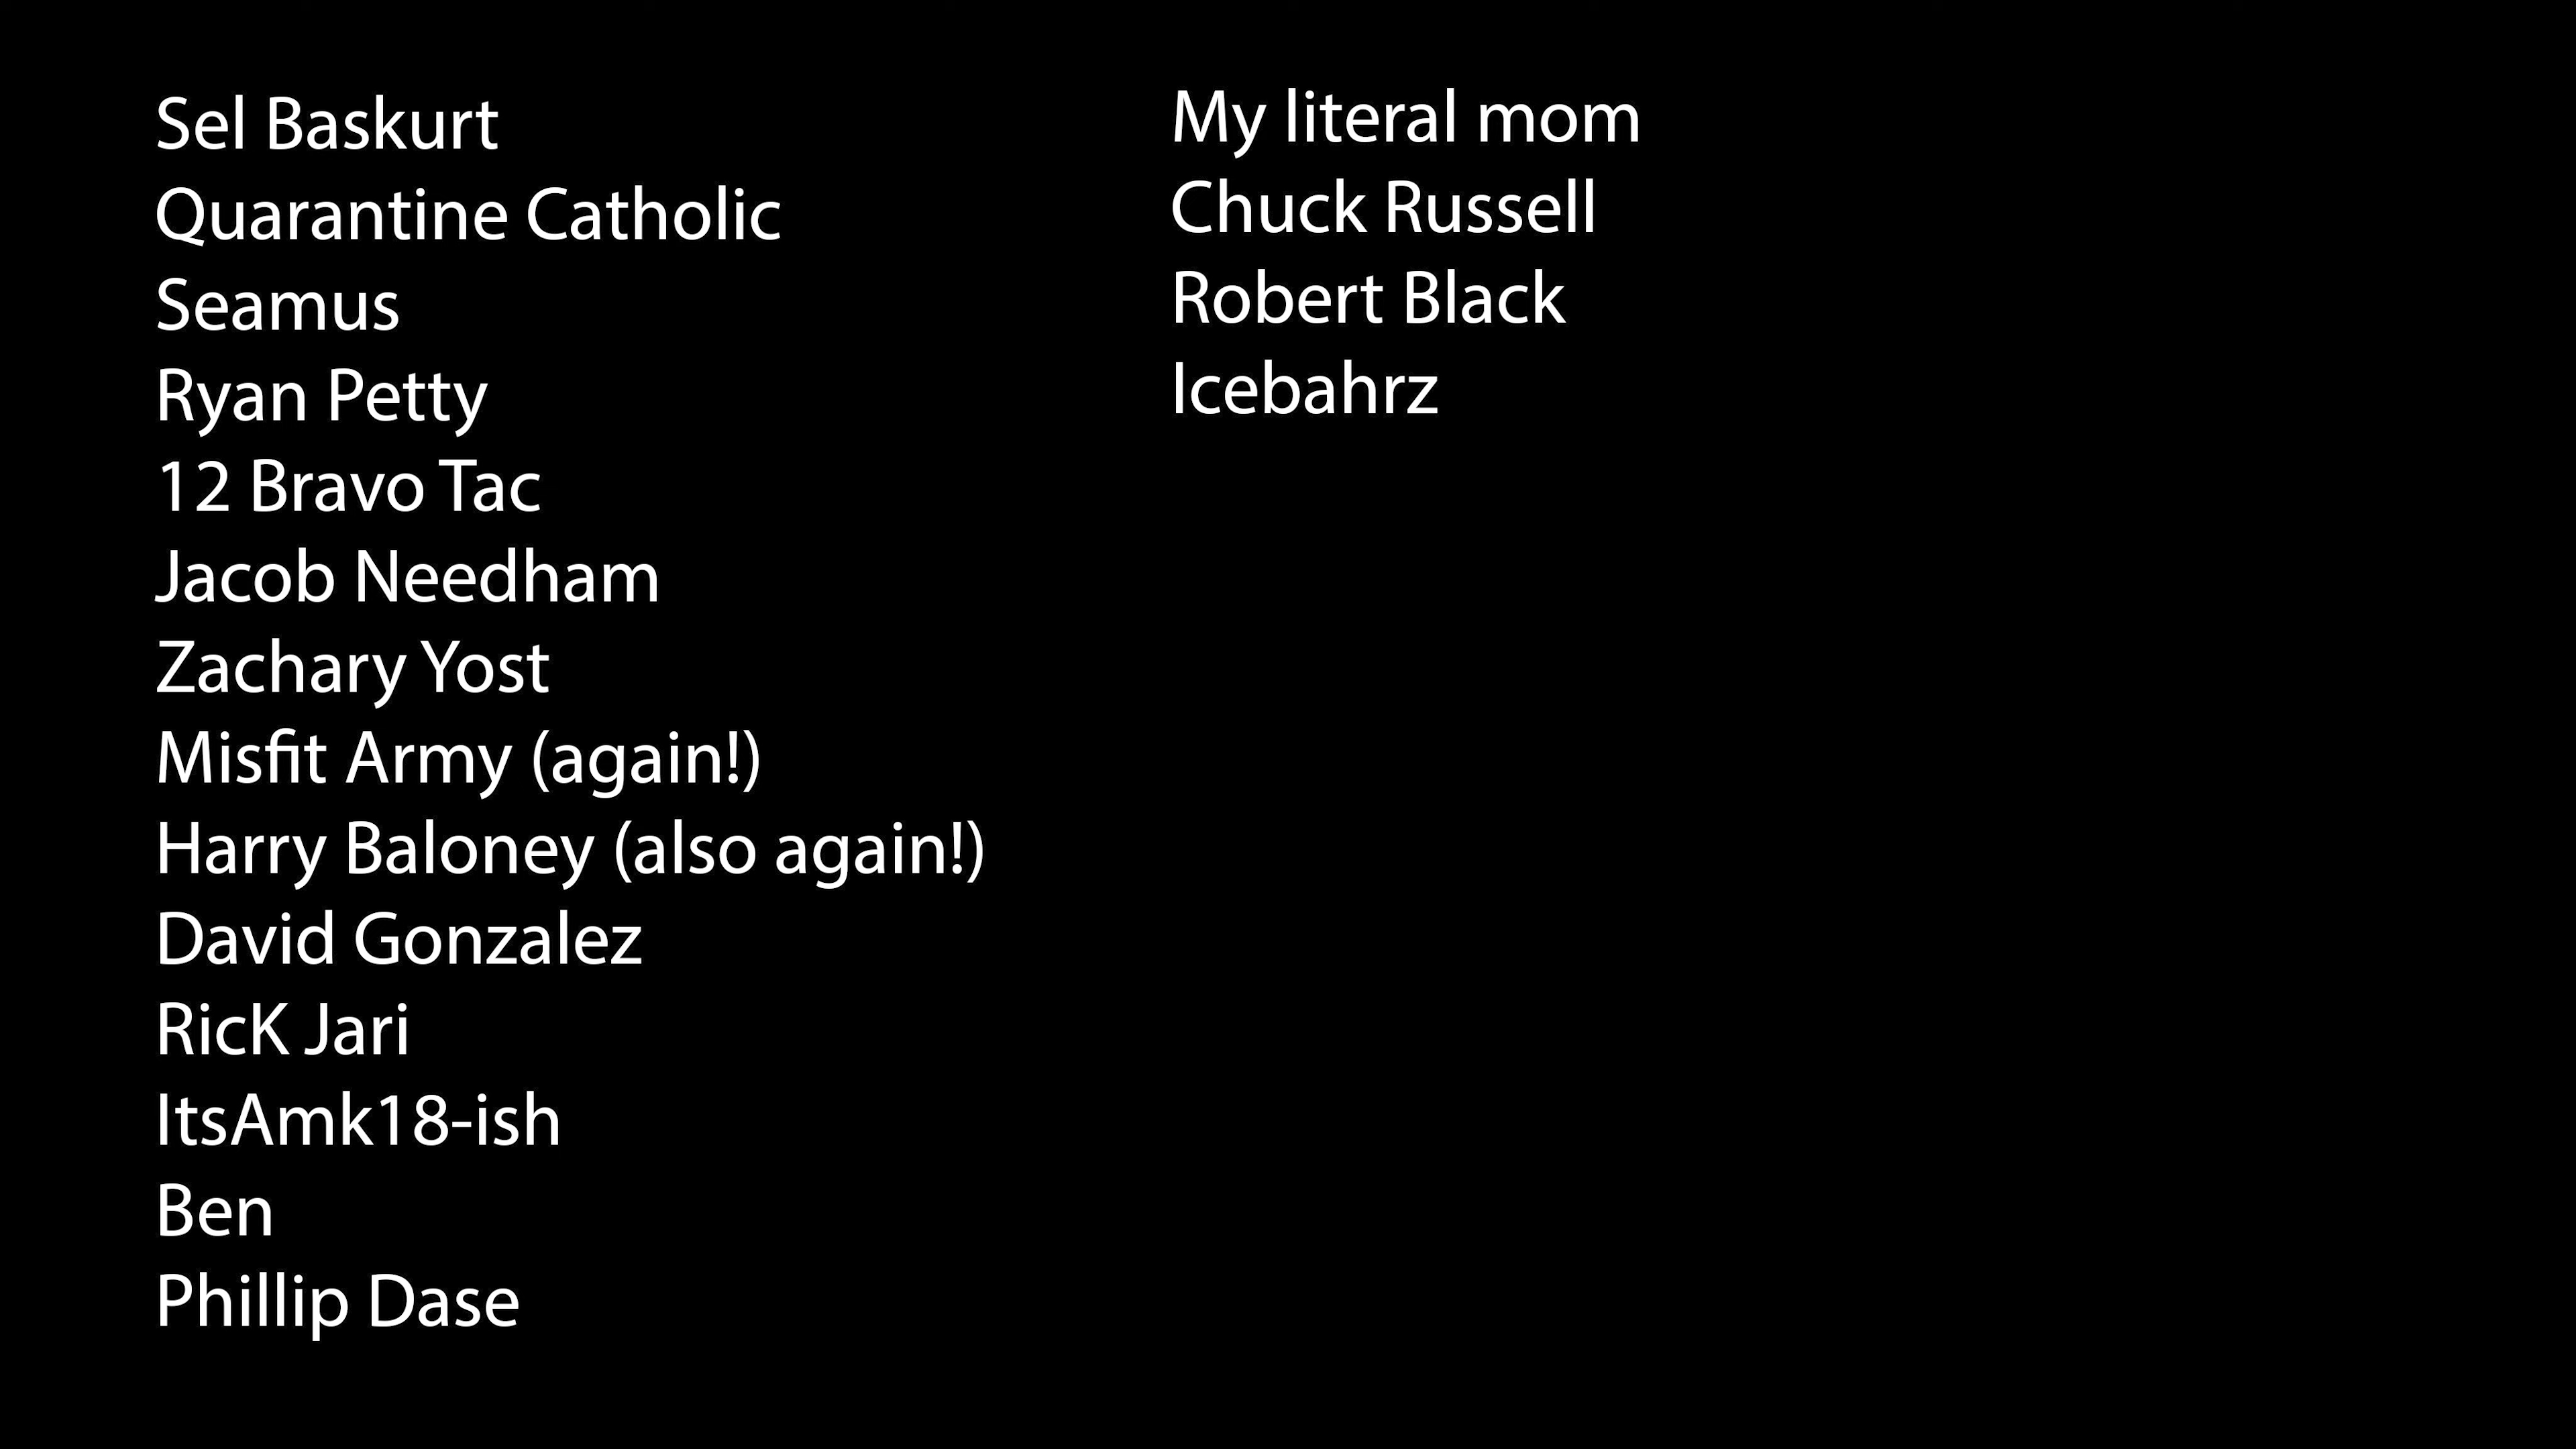 Sel Baskurt
Quarantine Catholic
Seamus
Ryan Petty
12 Bravo Tac
Jacob Needham
Zachary Yost
Misfit Army (again!)
Harry Baloney (also again!)
David Gonzalez
RicK Jari
ItsAmk18-ish
Ben
Phillip Dase
My literal mom
Chuck Russell
Robert Black
Icebahrz